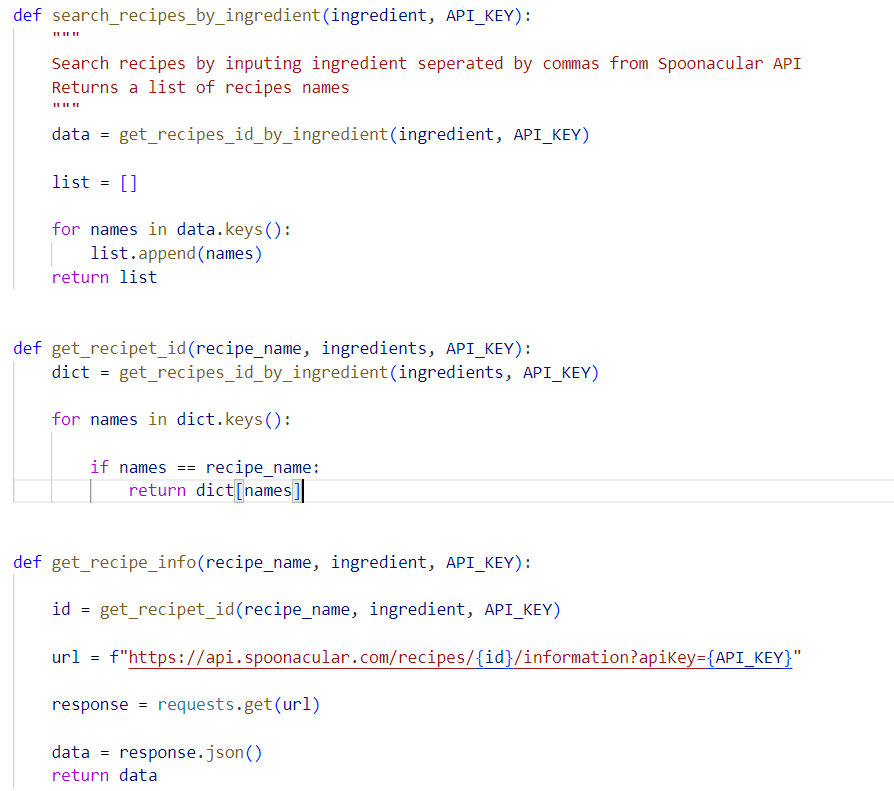 def search_recipes_by_ingredient(ingredient, API_KEY):
    """
    Search recipes by inputing ingredient seperated by commas from Spoonacular API
    Returns a list of recipes names
    """
    data = get_recipes_id_by_ingredient(ingredient, API_KEY)
    list = []
    for names in data.keys():
        list.append(names)
    return list
def get_recipet_id(recipe_name, ingredients, API_KEY):
    dict = get_recipes_id_by_ingredient(ingredients, API_KEY)
    for names in dict.keys():
        if names == recipe_name:
            return dict[names]
def get_recipe_info(recipe_name, ingredient, API_KEY):
    id = get_recipet_id(recipe_name, ingredient, API_KEY)
    url = f"https://api.spoonacular.com/recipes/{id}/information?apiKey={API_KEY}"
    response = requests.get(url)
    data = response.json()
    return data